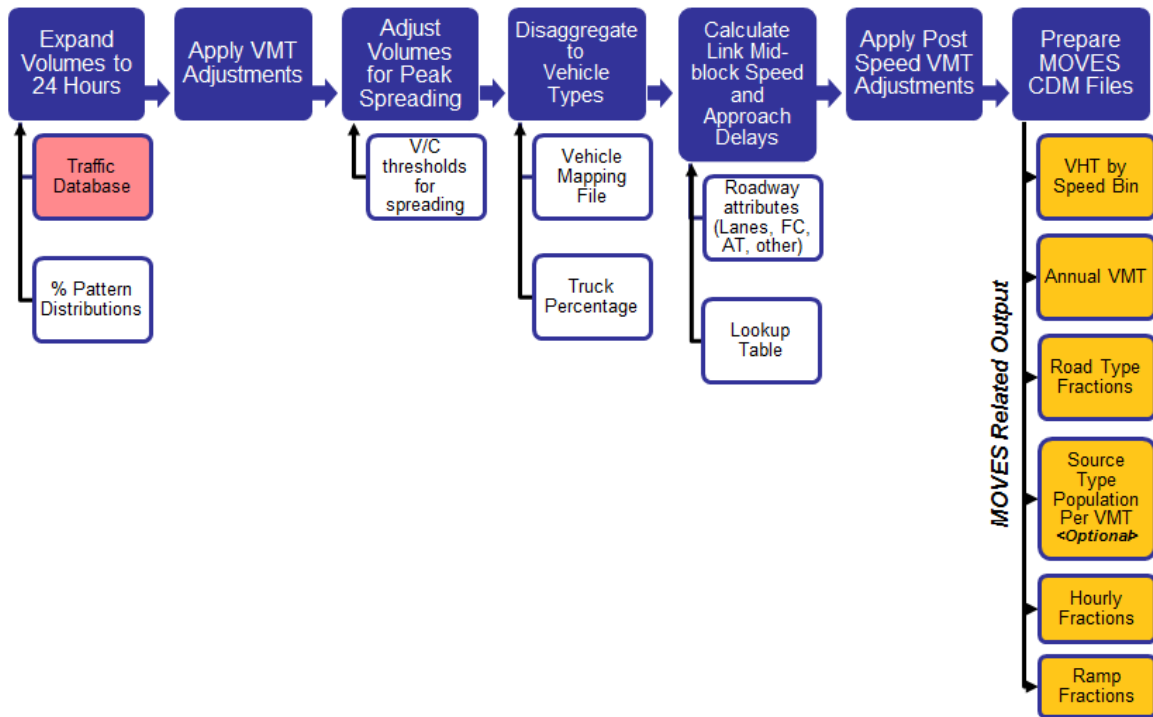 Expand
Volumes to
24 Hours
Apply VMT
Adjustments
Adjust
Volumes
for Peak
Spreading
Disaggregate
to
Vehicle
Types
Calculate
Link Mid-
block Speed
and
Approach
Delays
Apply Post
Speed VMT
Adjustments
Prepare
MOVES
CDM Files
Traffic
Database
% Pattern
Distributions
V/C
thresholds
for
spreading
Vehicle
Mapping
File
Truck
Percentage
Roadway
attributes
(Lanes, FC,
AT, other)
Lookup
Table
MOVES Related Output
VHT by
Speed Bin
Annual VMT
Road Type
Fractions
Source
Type
Population
Per VMT
<Optional>
Hourly
Fractions
Ramp
Fractions